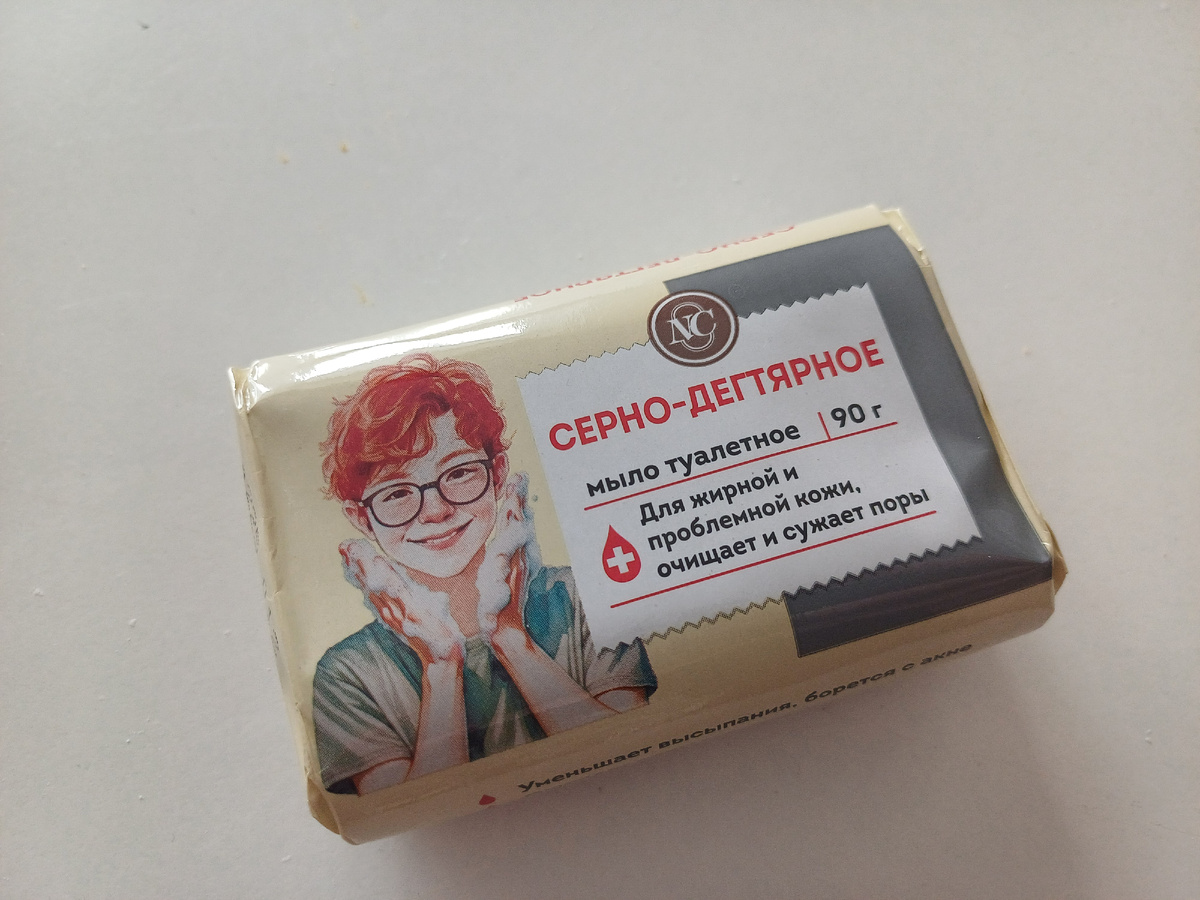 NC
СЕРНО-ДЕГТЯРНОЕ
мыло туалетное | 90 г
Для жирной и
проблемной кожи,
очищает и сужает поры
Уменьшает высыпания, борется с акне